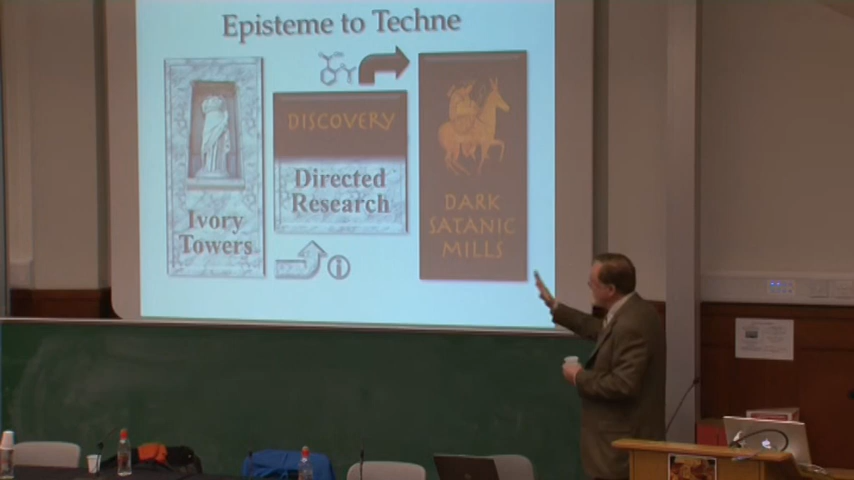 Episteme to Techne
DISCOVERY
Directed
Research
Ivory
Towers
DARK
SATANIC
MILLS
i